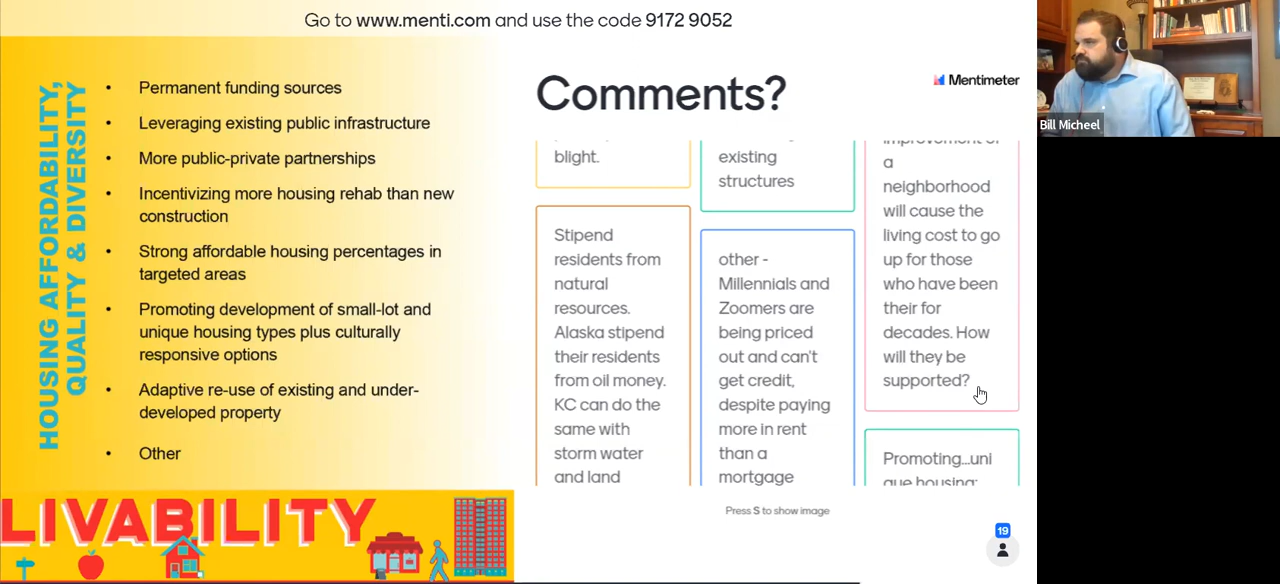 Go to www.menti.com and use the code 9172 9052
HOUSING AFFORDABILITY,
QUALITY & DIVERSITY
• Permanent funding sources
• Leveraging existing public infrastructure
• More public-private partnerships
• Incentivizing more housing rehab than new
construction
• Strong affordable housing percentages in
targeted areas
• Promoting development of small-lot and
unique housing types plus culturally
responsive options
• Adaptive re-use of existing and under-
developed property
• Other
LIVABILITY
Comments?
Mentimeter
blight.
Stipend
residents from
natural
resources.
Alaska stipend
their residents
from oil money.
KC can do the
same with
storm water
and land
existing
structures
other -
Millennials and
Zoomers are
being priced
out and can't
get credit,
despite paying
more in rent
than a
mortgage
improvement of
a
neighborhood
will cause the
living cost to go
up for those
who have been
their for
decades. How
will they be
supported?
Promoting...uni
que housing:
Press S to show image
19
Bill Micheel